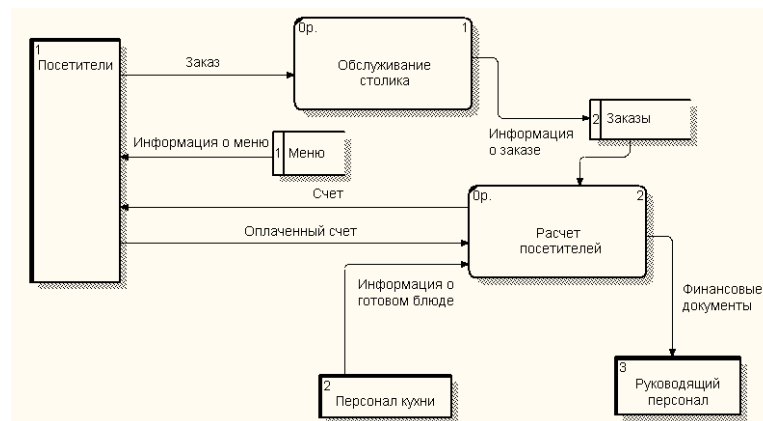 0р. 1
1
Посетители
Заказ
Обслуживание
столика
2 Заказы
Информация
о заказе
Информация о меню
1 Меню
Счет
0р. 2
Оплаченный счет
Расчет
посетителей
Информация о
готовом блюде
Финансовые
документы
3
Руководящий
персонал
2
Персонал кухни